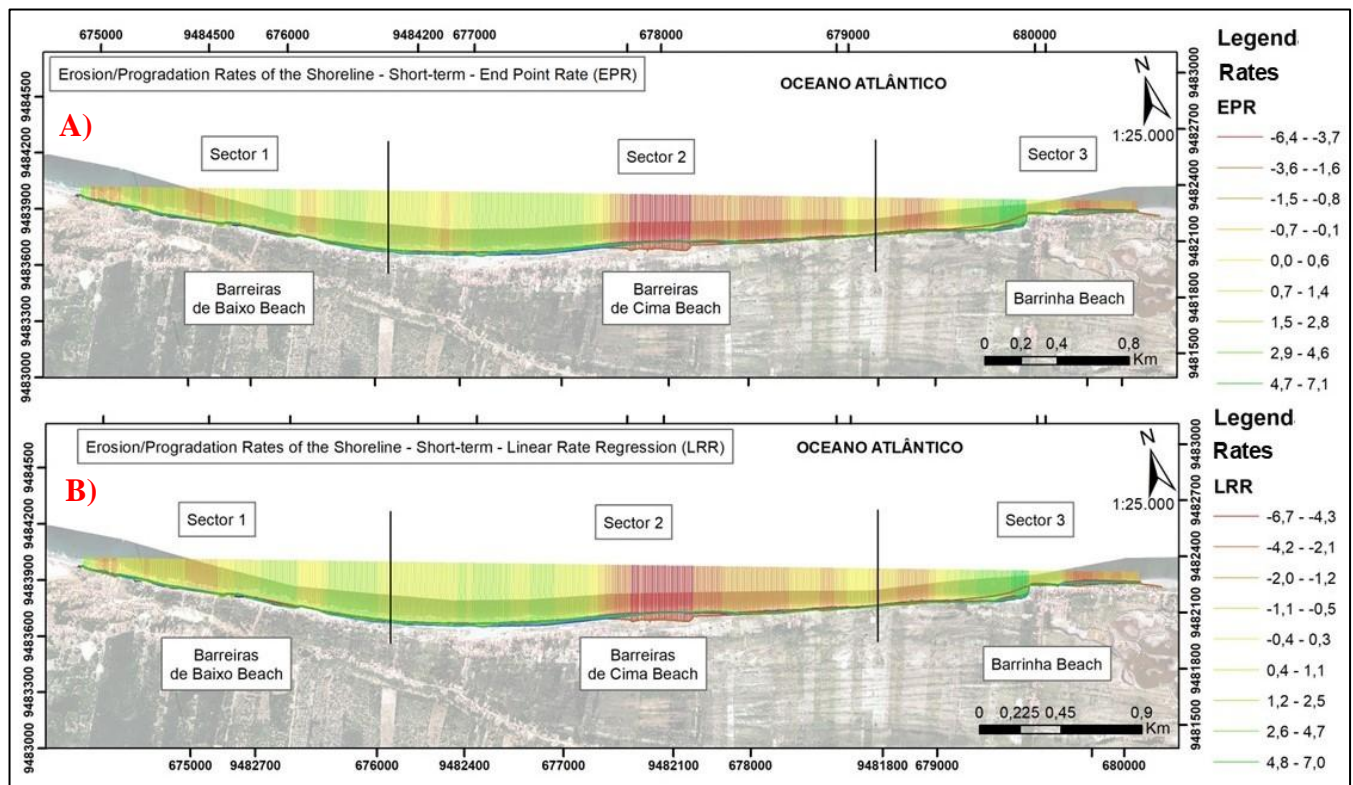 675000 9484500 676000 9484200 677000 678000 679000 680000
Erosion/Progradation Rates of the Shoreline - Short-term - End Point Rate (EPR)
OCEANO ATLÂNTICO
N
1:25.000
A)
Sector 1
Sector 2
Sector 3
9484500
9484200
9483900
9483600
9483300
9483000
9483000
9482700
9482400
9482100
9481800
9481500
Barreiras
de Baixo Beach
Barreiras
de Cima Beach
Barrinha Beach
0 0,2 0,4 0,8
Km
Legend
Rates
EPR
-6,4 - -3,7
-3,6 - -1,6
-1,5 - -0,8
-0,7 - -0,1
0,0 - 0,6
0,7 - 1,4
1,5 - 2,8
2,9 - 4,6
4,7 - 7,1
Erosion/Progradation Rates of the Shoreline - Short-term - Linear Rate Regression (LRR)
OCEANO ATLÂNTICO
N
1:25.000
B)
Sector 1
Sector 2
Sector 3
9484500
9484200
9483900
9483600
9483300
9483000
9483000
9482700
9482400
9482100
9481800
9481500
Barreiras
de Baixo Beach
Barreiras
de Cima Beach
Barrinha Beach
0 0,225 0,45 0,9
Km
675000 9482700 676000 9482400 677000 9482100 678000 9481800 679000 680000
Legend
Rates
LRR
-6,7 - -4,3
-4,2 - -2,1
-2,0 - -1,2
-1,1 - -0,5
-0,4 - 0,3
0,4 - 1,1
1,2 - 2,5
2,6 - 4,7
4,8 - 7,0